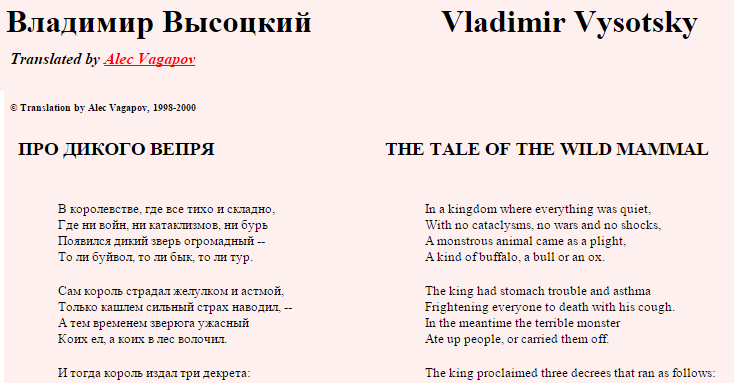 Владимир Высоцкий
Vladimir Vysotsky
Translated by Alec Vagapov
© Translation by Alec Vagapov, 1998-2000
ПРО ДИКОГО ВЕПРЯ
В королевстве, где все тихо и складно,
Где ни войн, ни катаклизмов, ни бурь
Появился дикий зверь огромадный --
То ли буйвол, то ли бык, то ли тур.
Сам король страдал желудком и астмой,
Только кашлем сильный страх наводил, --
А тем временем зверюга ужасный
Коих ел, а коих в лес волочил.
И тогда король издал три декрета:
THE TALE OF THE WILD MAMMAL
In a kingdom where everything was quiet,
With no cataclysms, no wars and no shocks,
A monstrous animal came as a plight,
A kind of buffalo, a bull or an ox.
The king had stomach trouble and asthma
Frightening everyone to death with his cough.
In the meantime the terrible monster
Ate up people, or carried them off.
The king proclaimed three decrees that ran as follows: